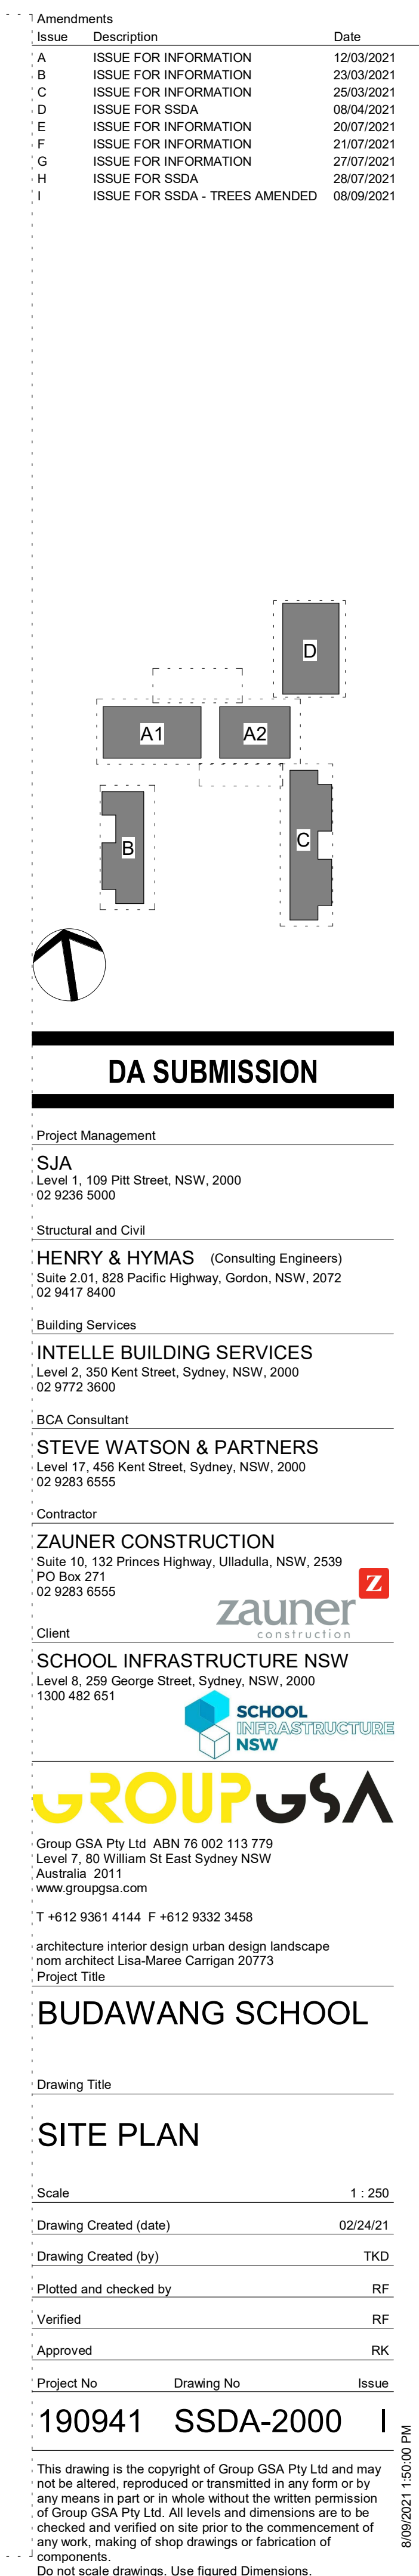 Amendments
Issue Description Date
A ISSUE FOR INFORMATION 12/03/2021
B ISSUE FOR INFORMATION 23/03/2021
C ISSUE FOR INFORMATION 25/03/2021
D ISSUE FOR SSDA 08/04/2021
E ISSUE FOR INFORMATION 20/07/2021
F ISSUE FOR INFORMATION 21/07/2021
G ISSUE FOR INFORMATION 27/07/2021
H ISSUE FOR SSDA 28/07/2021
I ISSUE FOR SSDA - TREES AMENDED 08/09/2021
D
A1 A2
B C
DA SUBMISSION
Project Management
SJA
Level 1, 109 Pitt Street, NSW, 2000
02 9236 5000
Structural and Civil
HENRY & HYMAS (Consulting Engineers)
Suite 2.01, 828 Pacific Highway, Gordon, NSW, 2072
02 9417 8400
Building Services
INTELLE BUILDING SERVICES
Level 2, 350 Kent Street, Sydney, NSW, 2000
02 9772 3600
BCA Consultant
STEVE WATSON & PARTNERS
Level 17, 456 Kent Street, Sydney, NSW, 2000
02 9283 6555
Contractor
ZAUNER CONSTRUCTION
Suite 10, 132 Princes Highway, Ulladulla, NSW, 2539
PO Box 271
02 9283 6555
Z
zauner
construction
Client
SCHOOL INFRASTRUCTURE NSW
Level 8, 259 George Street, Sydney, NSW, 2000
1300 482 651
SCHOOL
INFRASTRUCTURE
NSW
GROUPGSA
Group GSA Pty Ltd ABN 76 002 113 779
Level 7, 80 William St East Sydney NSW
Australia 2011
www.groupgsa.com
T +612 9361 4144 F +612 9332 3458
architecture interior design urban design landscape
nom architect Lisa-Maree Carrigan 20773
Project Title
BUDAWANG SCHOOL
Drawing Title
SITE PLAN
Scale 1 : 250
Drawing Created (date) 02/24/21
Drawing Created (by) TKD
Plotted and checked by RF
Verified RF
Approved RK
Project No Drawing No Issue
190941 SSDA-2000 I
This drawing is the copyright of Group GSA Pty Ltd and may
not be altered, reproduced or transmitted in any form or by
any means in part or in whole without the written permission
of Group GSA Pty Ltd. All levels and dimensions are to be
checked and verified on site prior to the commencement of
any work, making of shop drawings or fabrication of
components.
Do not scale drawings. Use figured Dimensions.
8/09/2021 1:50:00 PM